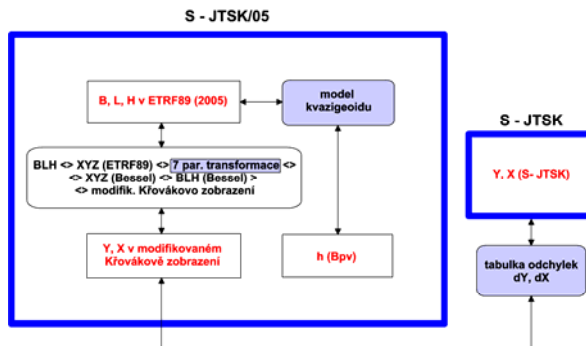 S - JTSK/05
B, L, H v ETRF89 (2005)
model
kvazigeoidu
BLH <> XYZ (ETRF89) <> 7 par. transformace <>
<> XYZ (Bessel) <> BLH (Bessel) >
<> modifik. Křovákovo zobrazení
Y, X v modifikovaném
Křovákově zobrazení
h (Bpv)
S - JTSK
Y, X (S- JTSK)
tabulka odchylek
dY, dX